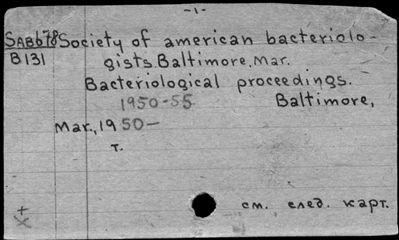 -1-
SAB678 Society of american bacteriolo-
B131 gists. Baltimore, Mar.
Bacteriological proceedings.
1950-55 Baltimore,
Mar., 1950-
т.
см. след. карт.